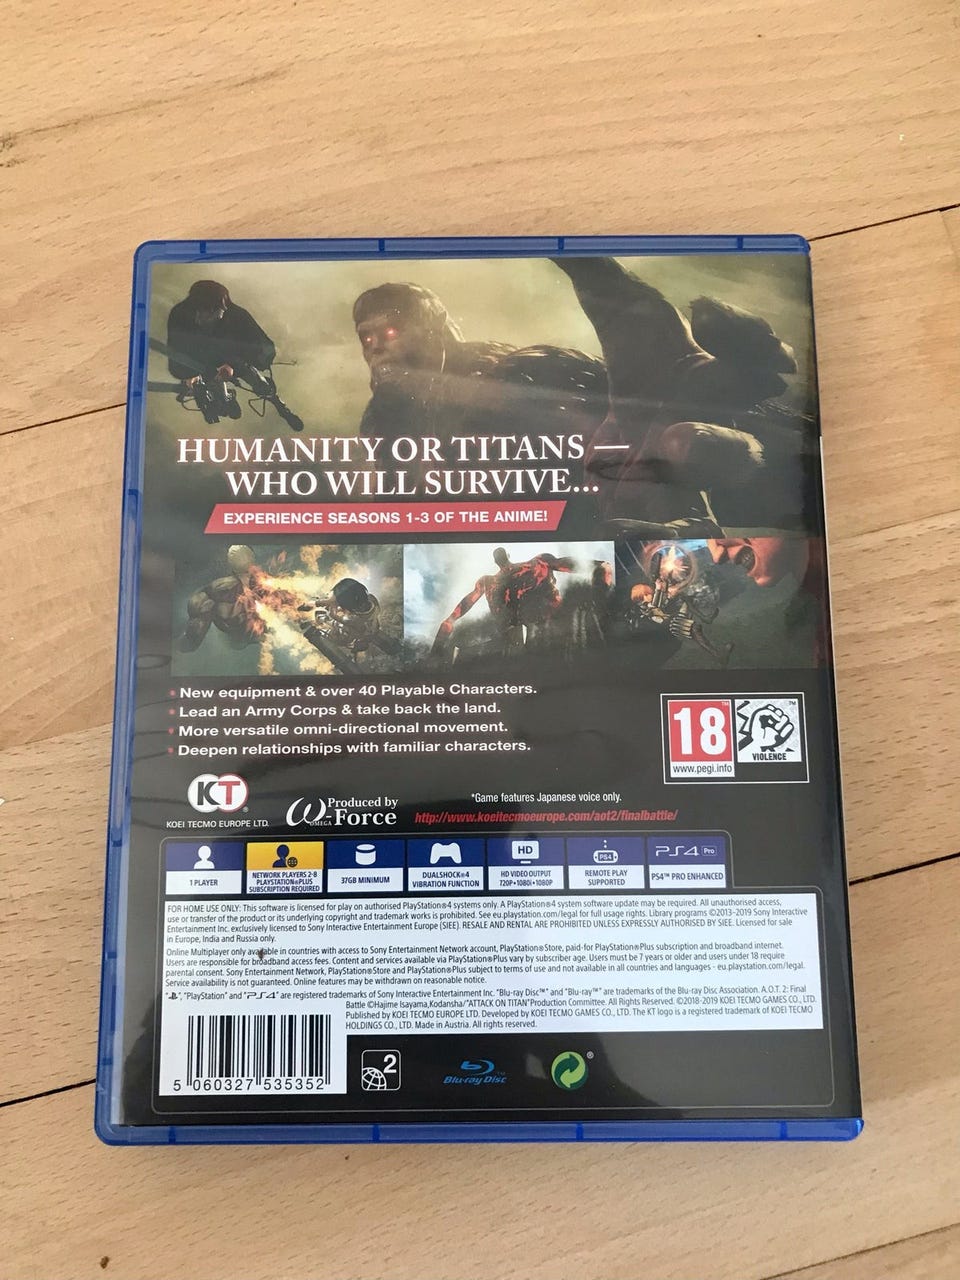 HUMANITY OR TITANS —
WHO WILL SURVIVE...
EXPERIENCE SEASONS 1-3 OF THE ANIME!
• New equipment & over 40 Playable Characters.
• Lead an Army Corps & take back the land.
• More versatile omni-directional movement.
• Deepen relationships with familiar characters.
18™
www.pegi.info
™
VIOLENCE
KT®
KOEI TECMO EUROPE LTD.
ω-Force
OMEGA
Produced by
*Game features Japanese voice only.
http://www.koeitecmoeurope.com/aot2/finalbattle/
1 PLAYER
NETWORK PLAYERS 2-8
PLAYSTATION®PLUS
SUBSCRIPTION REQUIRED
37GB MINIMUM
DUALSHOCK®4
VIBRATION FUNCTION
HD
HD VIDEO OUTPUT
720P•1080i•1080P
PS4
REMOTE PLAY
SUPPORTED
PS4 Pro
PS4™ PRO ENHANCED
FOR HOME USE ONLY: This software is licensed for play on authorised PlayStation®4 systems only. A PlayStation®4 system software update may be required. All unauthorised access,
use or transfer of the product or its underlying copyright and trademark works is prohibited. See eu.playstation.com/legal for full usage rights. Library programs ©2013-2019 Sony Interactive
Entertainment Inc. exclusively licensed to Sony Interactive Entertainment Europe (SIEE). RESALE AND RENTAL ARE PROHIBITED UNLESS EXPRESSLY AUTHORISED BY SIEE. Licensed for sale
in Europe, India and Russia only.
Online Multiplayer only available in countries with access to Sony Entertainment Network account, PlayStation®Store, paid-for PlayStation®Plus subscription and broadband internet.
Users are responsible for broadband access fees. Content and services available via PlayStation®Plus vary by subscriber age. Users must be 7 years or older and users under 18 require
parental consent. Sony Entertainment Network, PlayStation®Store and PlayStation®Plus subject to terms of use and not available in all countries and languages - eu.playstation.com/legal.
Service availability is not guaranteed. Online features may be withdrawn on reasonable notice.
" ", "PlayStation" and "PS4" are registered trademarks of Sony Interactive Entertainment Inc. "Blu-ray Disc™" and "Blu-ray™" are trademarks of the Blu-ray Disc Association. A.O.T. 2: Final
Battle ©Hajime Isayama,Kodansha/"ATTACK ON TITAN"Production Committee. All Rights Reserved. ©2018-2019 KOEI TECMO GAMES CO., LTD.
Published by KOEI TECMO EUROPE LTD. Developed by KOEI TECMO GAMES CO., LTD. The KT logo is a registered trademark of KOEI TECMO
HOLDINGS CO., LTD. Made in Austria. All rights reserved.
5 060327 535352
2
Blu-ray Disc™
®